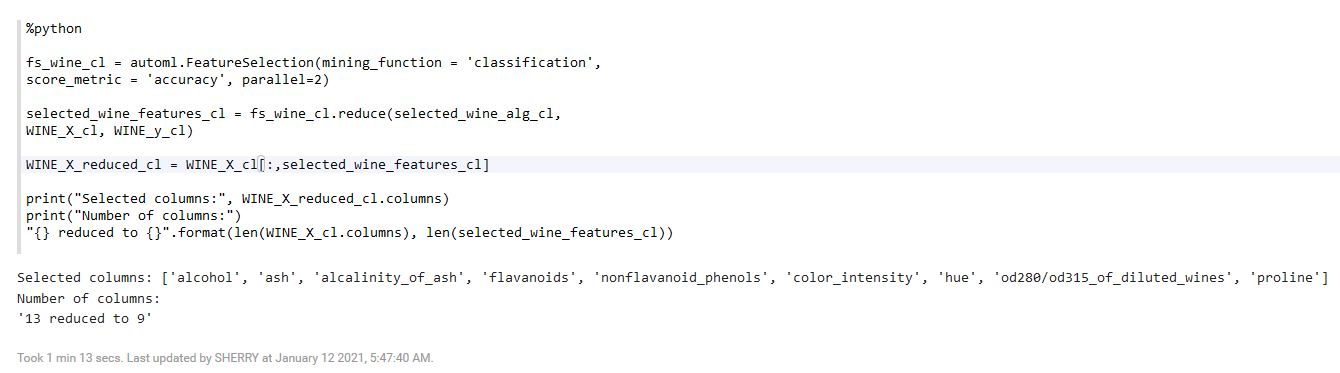 %python
fs_wine_cl = automl.FeatureSelection(mining_function = 'classification',
score_metric = 'accuracy', parallel=2)
selected_wine_features_cl = fs_wine_cl.reduce(selected_wine_alg_cl,
WINE_X_cl, WINE_y_cl)
WINE_X_reduced_cl = WINE_X_cl[:,selected_wine_features_cl]
print("Selected columns:", WINE_X_reduced_cl.columns)
print("Number of columns:")
"{} reduced to {}".format(len(WINE_X_cl.columns), len(selected_wine_features_cl))
Selected columns: ['alcohol', 'ash', 'alcalinity_of_ash', 'flavanoids', 'nonflavanoid_phenols', 'color_intensity', 'hue', 'od280/od315_of_diluted_wines', 'proline']
Number of columns:
'13 reduced to 9'
Took 1 min 13 secs. Last updated by SHERRY at January 12 2021, 5:47:40 AM.